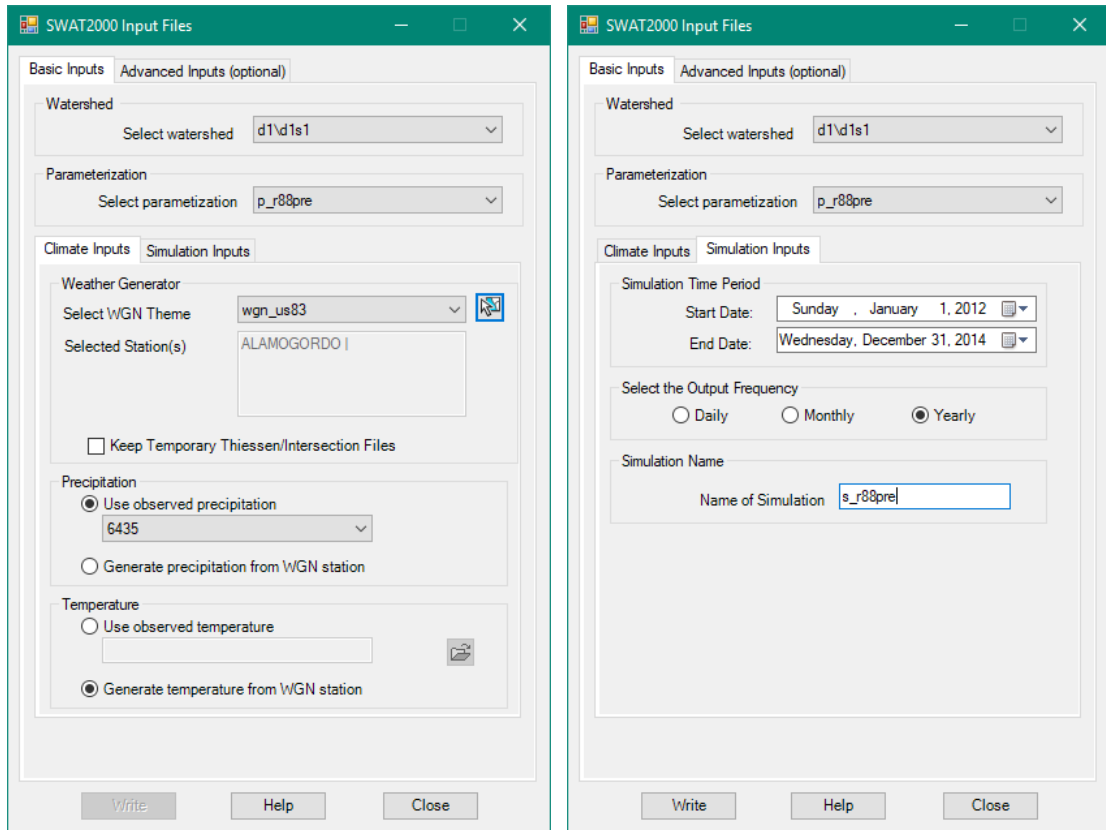 SWAT2000 Input Files
Basic Inputs
Advanced Inputs (optional)
Watershed
Select watershed
d1\d1s1
Parameterization
Select parametization
p_r88pre
Climate Inputs
Simulation Inputs
Weather Generator
Select WGN Theme
wgn_us83
Selected Station(s)
ALAMOGORDO |
Keep Temporary Thiessen/Intersection Files
Precipitation
Use observed precipitation
6435
Generate precipitation from WGN station
Temperature
Use observed temperature
Generate temperature from WGN station
Write
Help
Close
SWAT2000 Input Files
Basic Inputs
Advanced Inputs (optional)
Watershed
Select watershed
d1\d1s1
Parameterization
Select parametization
p_r88pre
Climate Inputs
Simulation Inputs
Simulation Time Period
Start Date:
Sunday , January 1, 2012
End Date:
Wednesday, December 31, 2014
Select the Output Frequency
Daily
Monthly
Yearly
Simulation Name
Name of Simulation
s_r88pre
Write
Help
Close